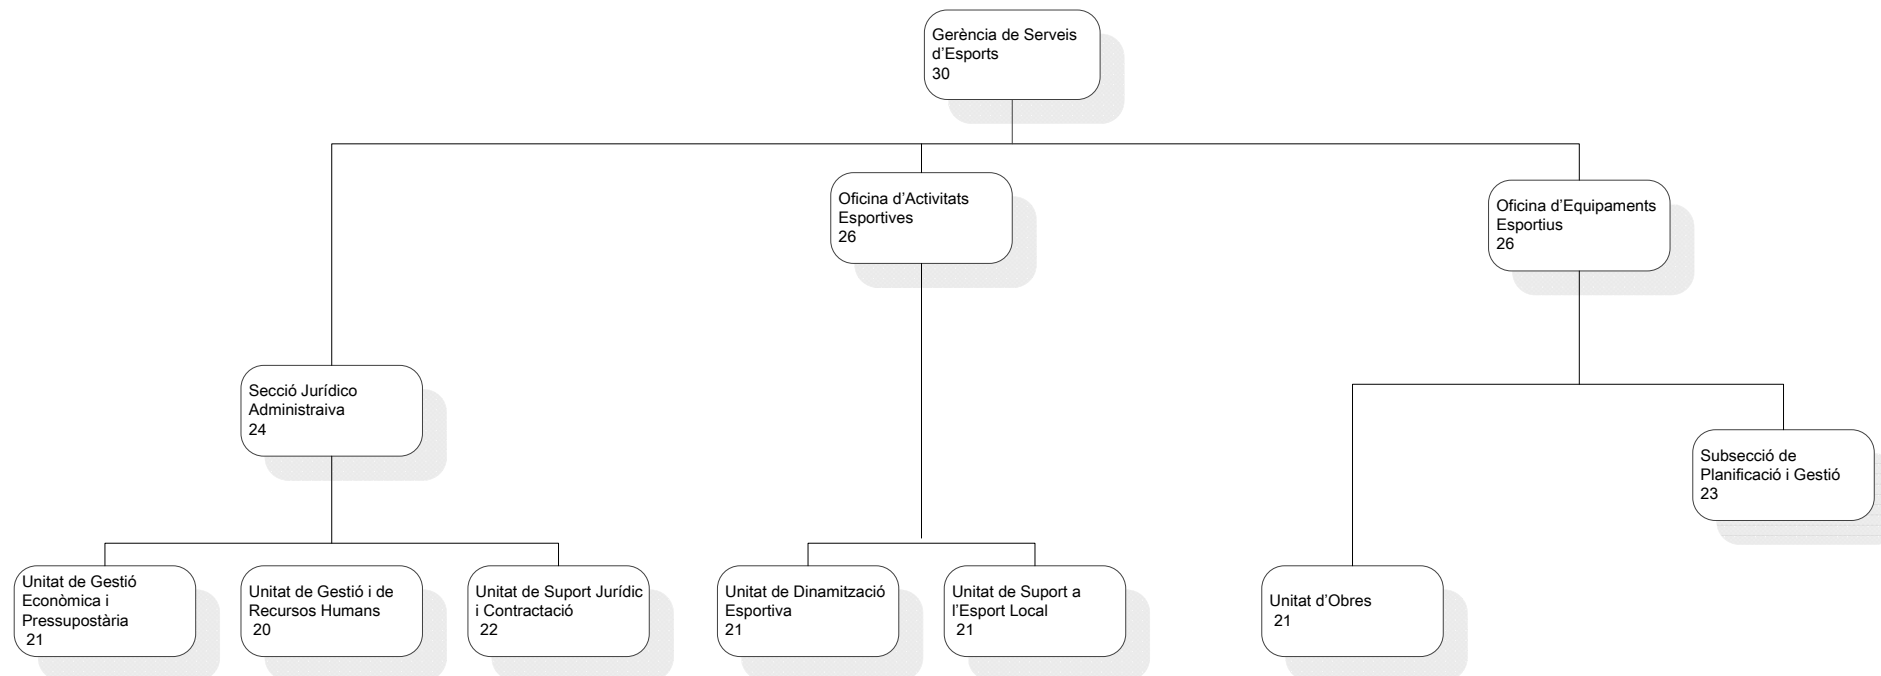 Gerència de Serveis
d’Esports
30
Oficina d’Activitats
Esportives
26
Oficina d’Equipaments
Esportius
26
Secció Jurídico
Administraiva
24
Subsecció de
Planificació i Gestió
23
Unitat de Gestió
Econòmica i
Pressupostària
21
Unitat de Gestió i de
Recursos Humans
20
Unitat de Suport Jurídic
i Contractació
22
Unitat de Dinamització
Esportiva
21
Unitat de Suport a
l’Esport Local
21
Unitat d’Obres
21